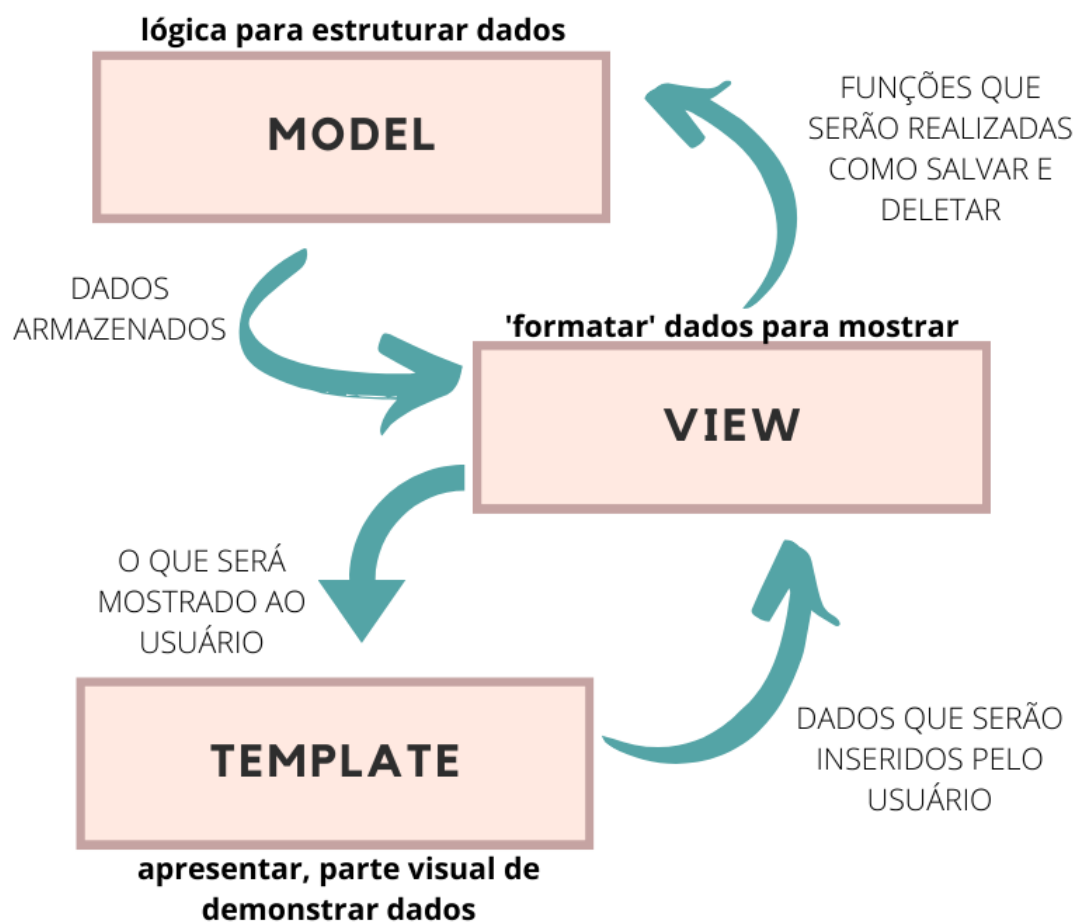 lógica para estruturar dados
MODEL
FUNÇÕES QUE
SERÃO REALIZADAS
COMO SALVAR E
DELETAR
DADOS
ARMAZENADOS
'formatar' dados para mostrar
VIEW
O QUE SERÁ
MOSTRADO AO
USUÁRIO
TEMPLATE
DADOS QUE SERÃO
INSERIDOS PELO
USUÁRIO
apresentar, parte visual de
demonstrar dados